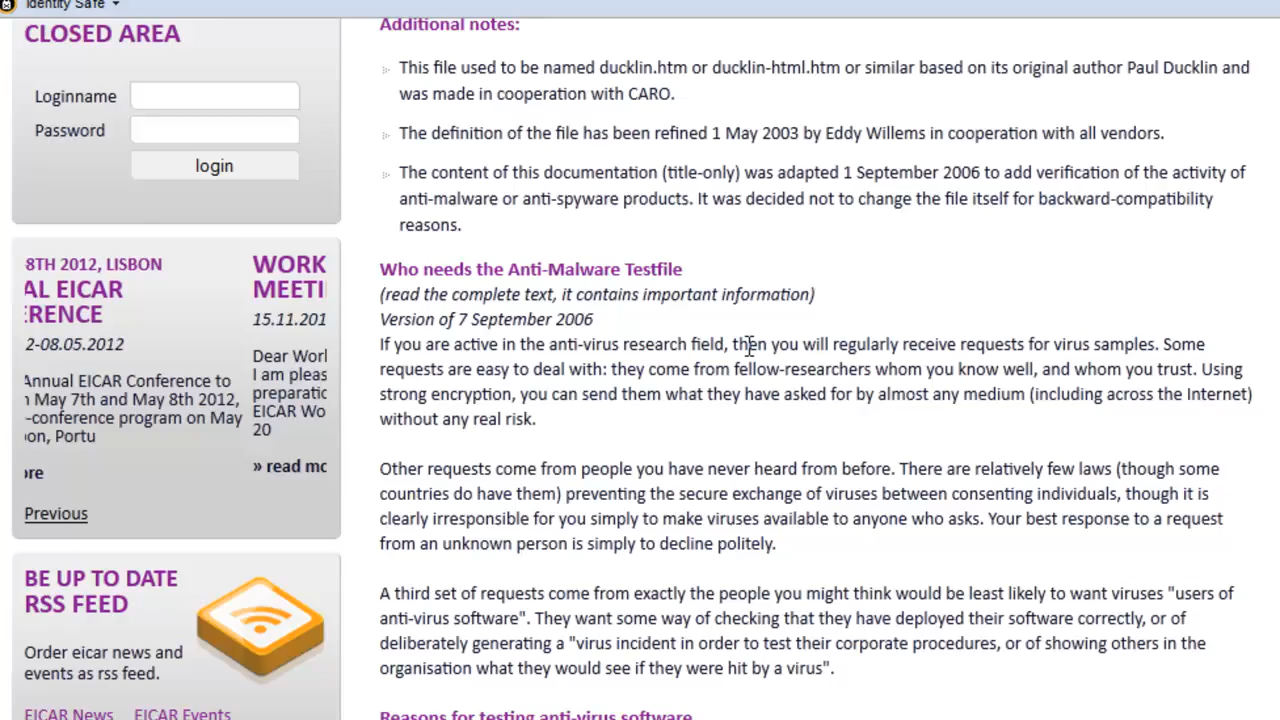 Identity Safe
CLOSED AREA
Loginname
Password
login
8TH 2012, LISBON
AL EICAR
ERENCE
2-08.05.2012
Annual EICAR Conference to
May 7th and May 8th 2012,
-conference program on May
on, Portu
ore
Previous
WORK
MEETI
15.11.201
Dear Worl
I am pleas
preparatic
EICAR Wo
20
» read mo
BE UP TO DATE
RSS FEED
Order eicar news and
events as rss feed.
EICAR News EICAR Events
Additional notes:
This file used to be named ducklin.htm or ducklin-html.htm or similar based on its original author Paul Ducklin and
was made in cooperation with CARO.
The definition of the file has been refined 1 May 2003 by Eddy Willems in cooperation with all vendors.
The content of this documentation (title-only) was adapted 1 September 2006 to add verification of the activity of
anti-malware or anti-spyware products. It was decided not to change the file itself for backward-compatibility
reasons.
Who needs the Anti-Malware Testfile
(read the complete text, it contains important information)
Version of 7 September 2006
If you are active in the anti-virus research field, then you will regularly receive requests for virus samples. Some
requests are easy to deal with: they come from fellow-researchers whom you know well, and whom you trust. Using
strong encryption, you can send them what they have asked for by almost any medium (including across the Internet)
without any real risk.
Other requests come from people you have never heard from before. There are relatively few laws (though some
countries do have them) preventing the secure exchange of viruses between consenting individuals, though it is
clearly irresponsible for you simply to make viruses available to anyone who asks. Your best response to a request
from an unknown person is simply to decline politely.
A third set of requests come from exactly the people you might think would be least likely to want viruses "users of
anti-virus software". They want some way of checking that they have deployed their software correctly, or of
deliberately generating a "virus incident in order to test their corporate procedures, or of showing others in the
organisation what they would see if they were hit by a virus".
Reasons for testing anti-virus software